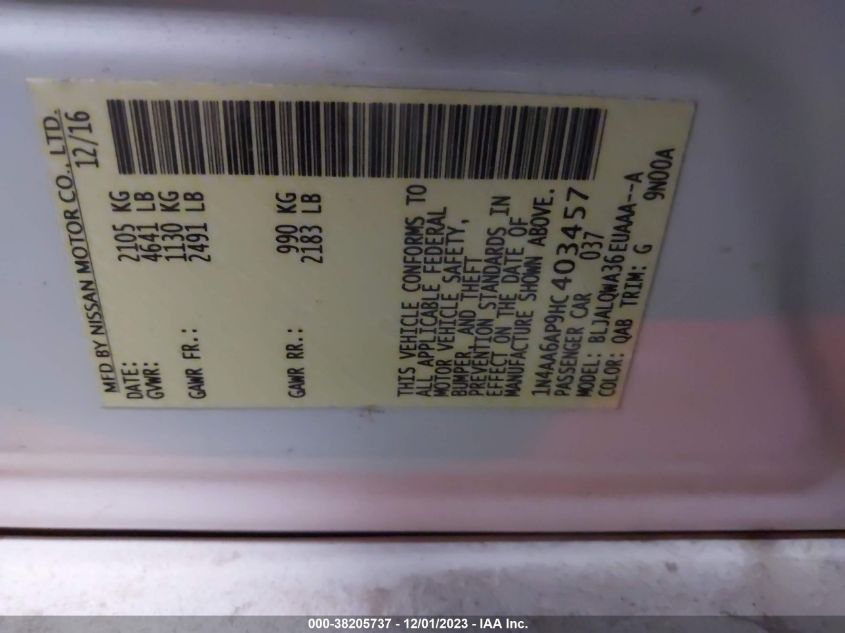 MFD BY NISSAN MOTOR CO., LTD.
DATE: 12/16
GVWR: 2105 KG
4641 LB
GAWR FR.: 1130 KG
2491 LB
GAWR RR.: 990 KG
2183 LB
THIS VEHICLE CONFORMS TO
ALL APPLICABLE FEDERAL
MOTOR VEHICLE SAFETY,
BUMPER, AND THEFT
PREVENTION STANDARDS IN
EFFECT ON THE DATE OF
MANUFACTURE SHOWN ABOVE.
1N4AA6AP9HC403457
PASSENGER CAR 037
MODEL: BLJALQWA36EUAAA--A
COLOR: QAB TRIM: G 9N00A
000-38205737 - 12/01/2023 - IAA Inc.